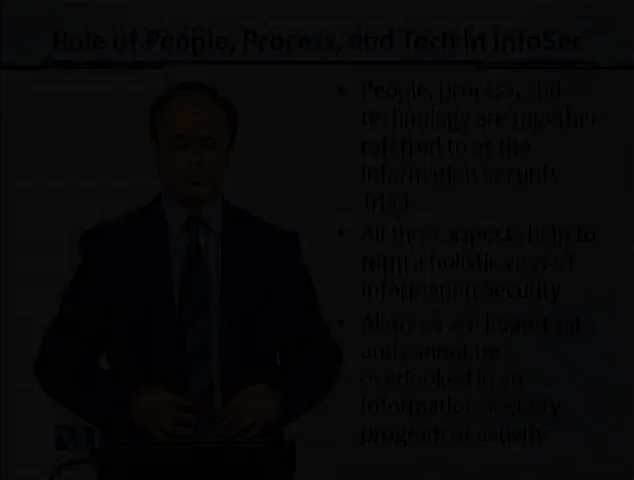 Role of People, Process, and Tech in InfoSec
• People, process, and
technology are together
referred to as the
Information Security
Triad
• All three aspects help to
form a holistic view of
Information Security
• All three are important
and cannot be
overlooked in an
information security
program or activity